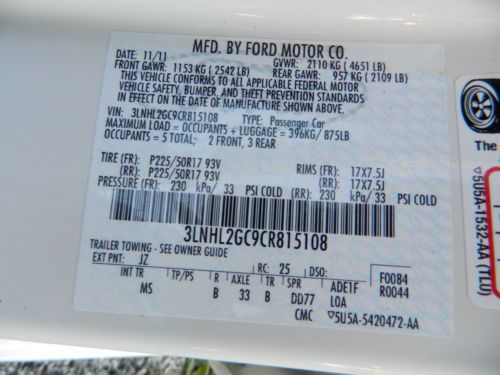 MFD. BY FORD MOTOR CO.
DATE: 11/11 GVWR: 2110 KG ( 4651 LB)
FRONT GAWR: 1153 KG ( 2542 LB) REAR GAWR: 957 KG ( 2109 LB)
THIS VEHICLE CONFORMS TO ALL APPLICABLE FEDERAL MOTOR
VEHICLE SAFETY, BUMPER, AND THEFT PREVENTION STANDARDS
IN EFFECT ON THE DATE OF MANUFACTURE SHOWN ABOVE.
VIN: 3LNHL2GC9CR815108 TYPE: Passenger Car
MAXIMUM LOAD = OCCUPANTS + LUGGAGE = 396KG/ 875LB
OCCUPANTS = 5 TOTAL; 2 FRONT, 3 REAR
TIRE (FR): P225/50R17 93V RIMS (FR): 17X7.5J
(RR): P225/50R17 93V (RR): 17X7.5J
PRESSURE (FR): 230 kPa/ 33 PSI COLD (RR): 230 kPa/ 33 PSI COLD
3LNHL2GC9CR815108
TRAILER TOWING - SEE OWNER GUIDE
EXT PNT: JZ RC: 25 DSO: F0084
INT TR TP/PS R AXLE TR SPR ADE1F R0044
MS B 33 B DD77 LOA
CMC ▽5U5A-5420472-AA
The
▽5U5A-1532-AA (TLU)